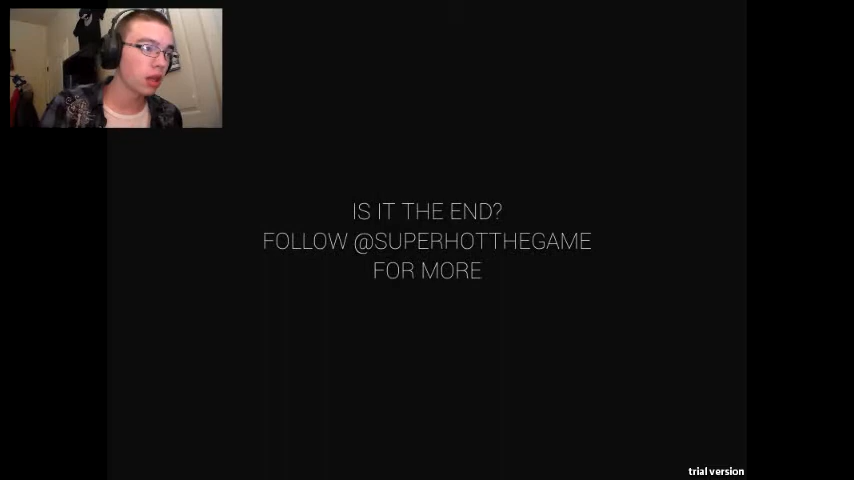 IS IT THE END?
FOLLOW @SUPERHOTTHEGAME
FOR MORE
trial version